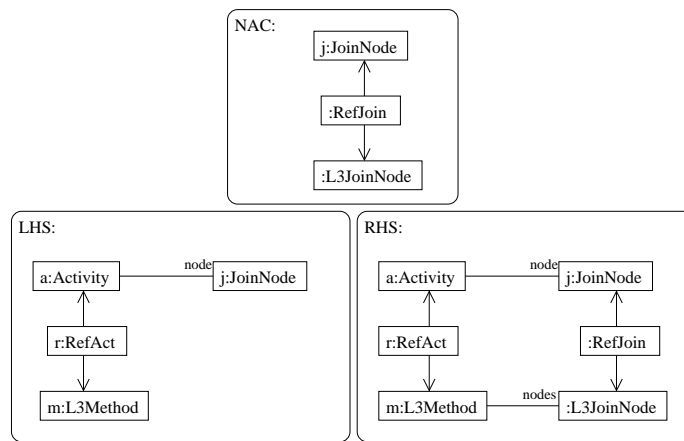 NAC:
j:JoinNode
:RefJoin
:L3JoinNode
LHS:
a:Activity
node
j:JoinNode
r:RefAct
m:L3Method
RHS:
a:Activity
node
j:JoinNode
r:RefAct
:RefJoin
m:L3Method
nodes
:L3JoinNode